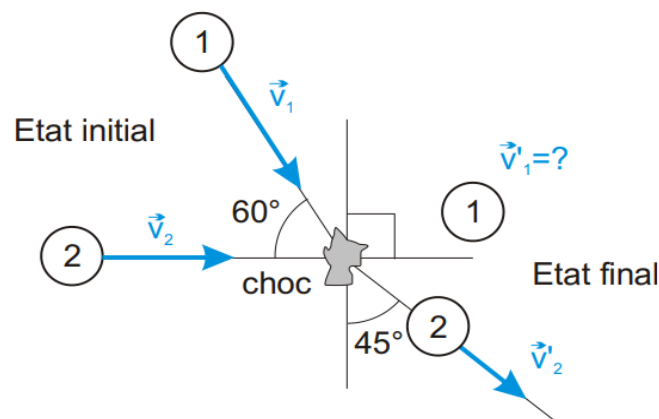 1
v⃗₁
Etat initial
v⃗'₁=?
60°
1
v⃗₂
2
choc
Etat final
2
45°
v⃗'₂